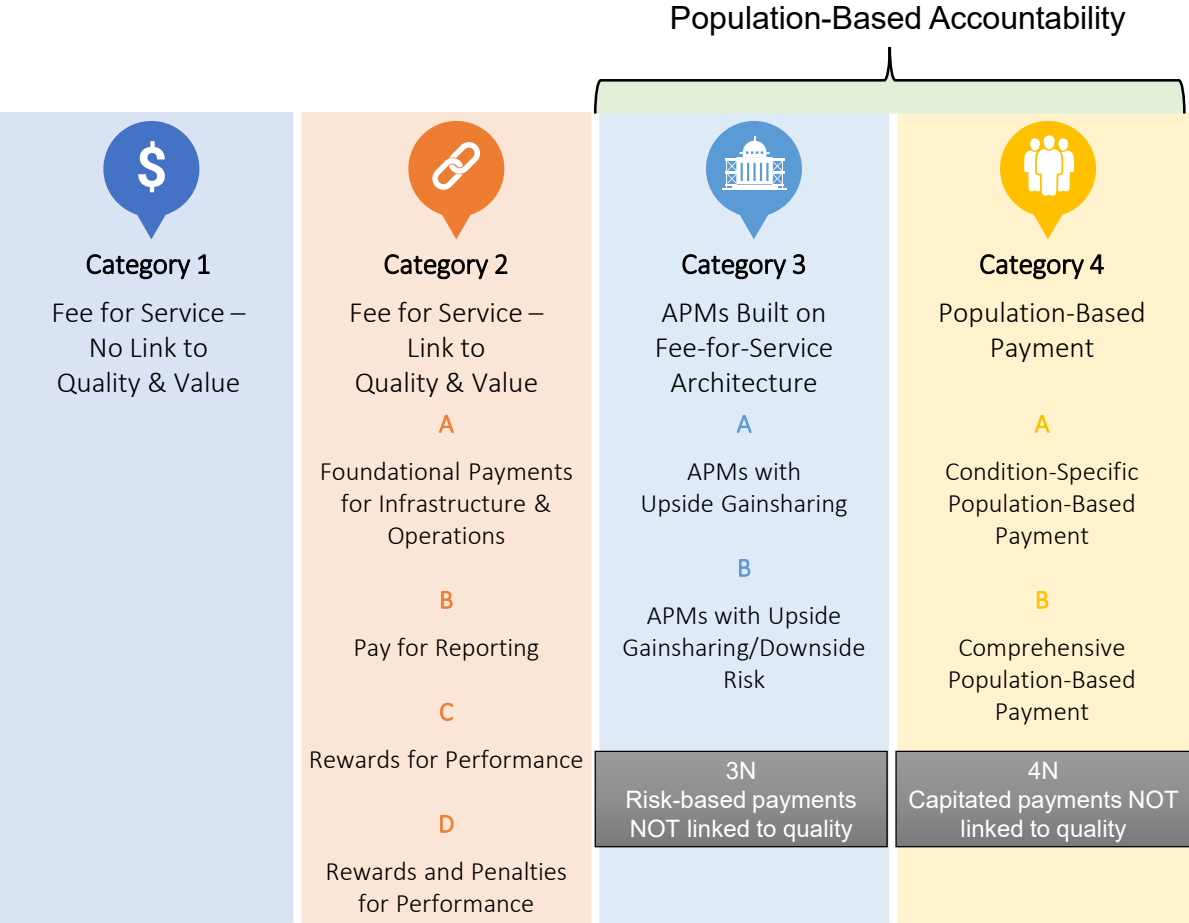 Population-Based Accountability
$
Category 1
Fee for Service –
No Link to
Quality & Value
Category 2
Fee for Service –
Link to
Quality & Value
A
Foundational Payments
for Infrastructure &
Operations
B
Pay for Reporting
C
Rewards for Performance
D
Rewards and Penalties
for Performance
Category 3
APMs Built on
Fee-for-Service
Architecture
A
APMs with
Upside Gainsharing
B
APMs with Upside
Gainsharing/Downside
Risk
3N
Risk-based payments
NOT linked to quality
Category 4
Population-Based
Payment
A
Condition-Specific
Population-Based
Payment
B
Comprehensive
Population-Based
Payment
4N
Capitated payments NOT
linked to quality